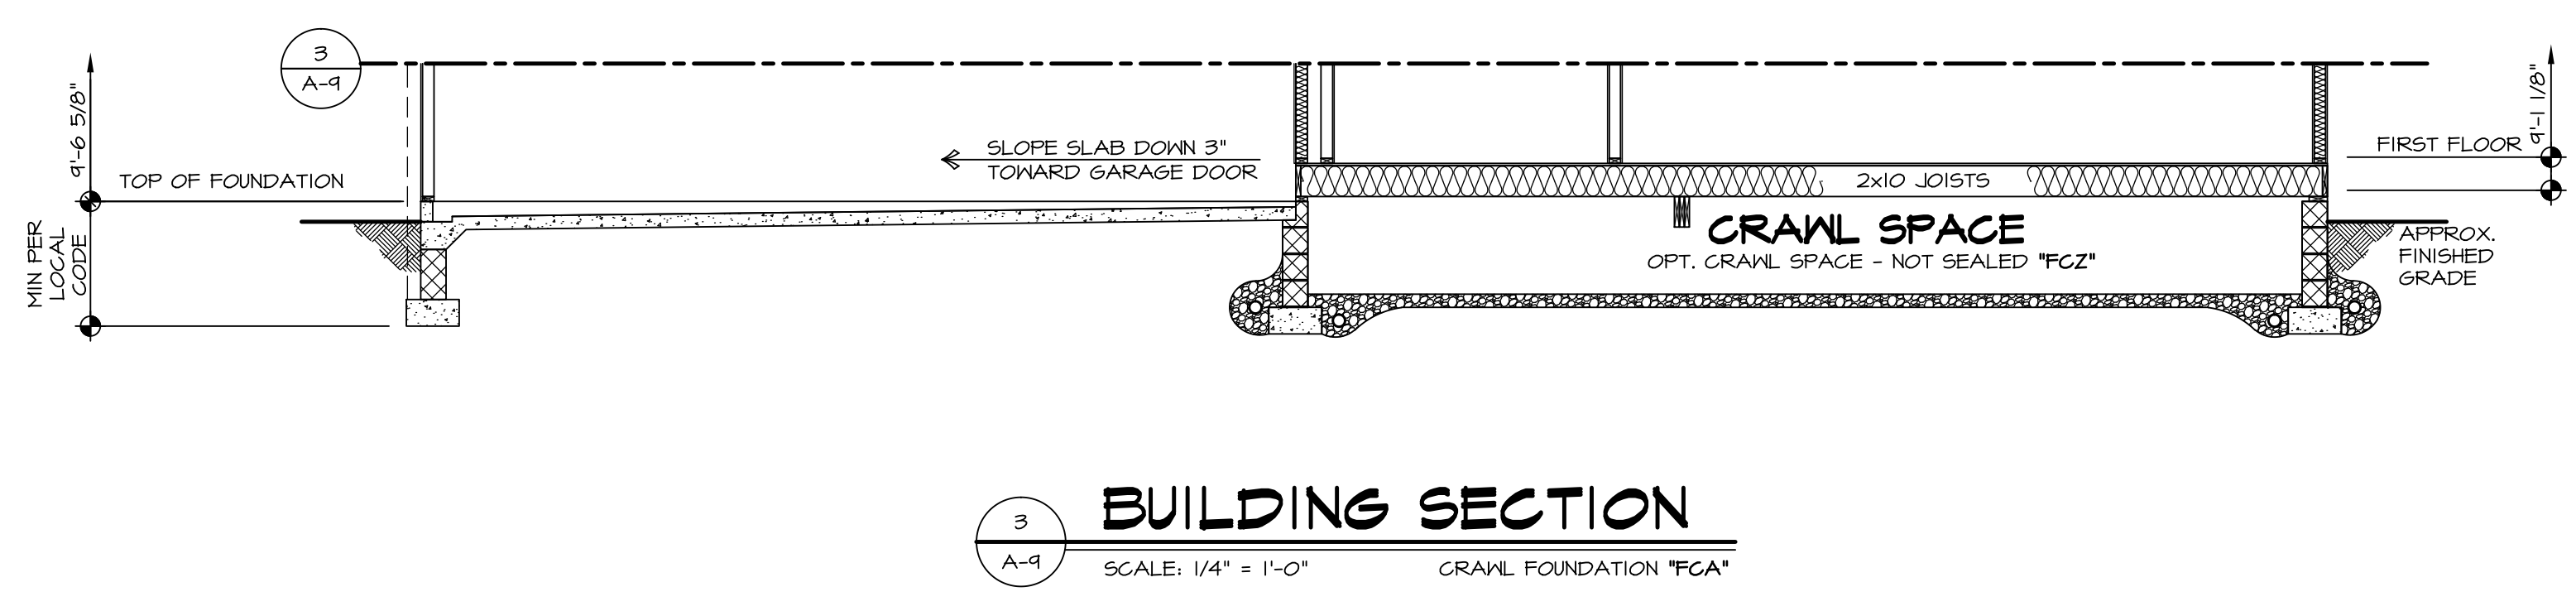 3
A-9
9'-6 5/8"
TOP OF FOUNDATION
MIN PER
LOCAL
CODE
SLOPE SLAB DOWN 3"
TOWARD GARAGE DOOR
2x10 JOISTS
CRAWL SPACE
OPT. CRAWL SPACE - NOT SEALED "FCZ"
FIRST FLOOR
9'-1 1/8"
APPROX.
FINISHED
GRADE
3
A-9
BUILDING SECTION
SCALE: 1/4" = 1'-0"
CRAWL FOUNDATION "FCA"